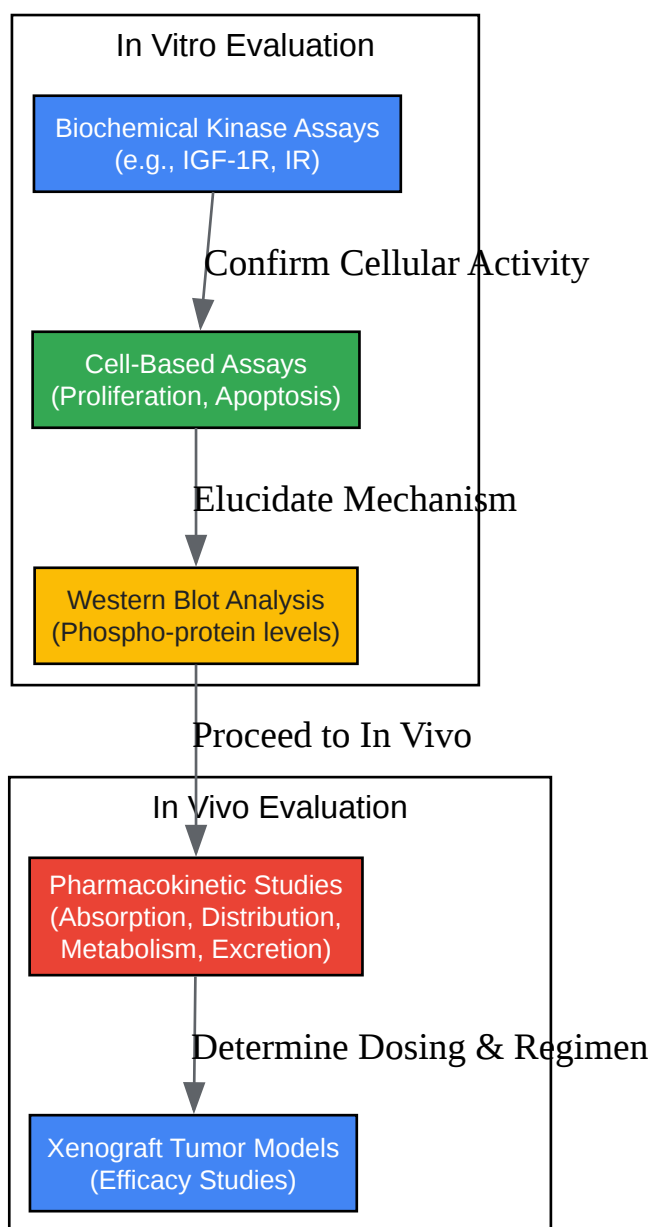 In Vitro Evaluation
Biochemical Kinase Assays
(e.g., IGF-1R, IR)
Confirm Cellular Activity
Cell-Based Assays
(Proliferation, Apoptosis)
Elucidate Mechanism
Western Blot Analysis
(Phospho-protein levels)
Proceed to In Vivo
In Vivo Evaluation
Pharmacokinetic Studies
(Absorption, Distribution,
Metabolism, Excretion)
Determine Dosing & Regimen
Xenograft Tumor Models
(Efficacy Studies)